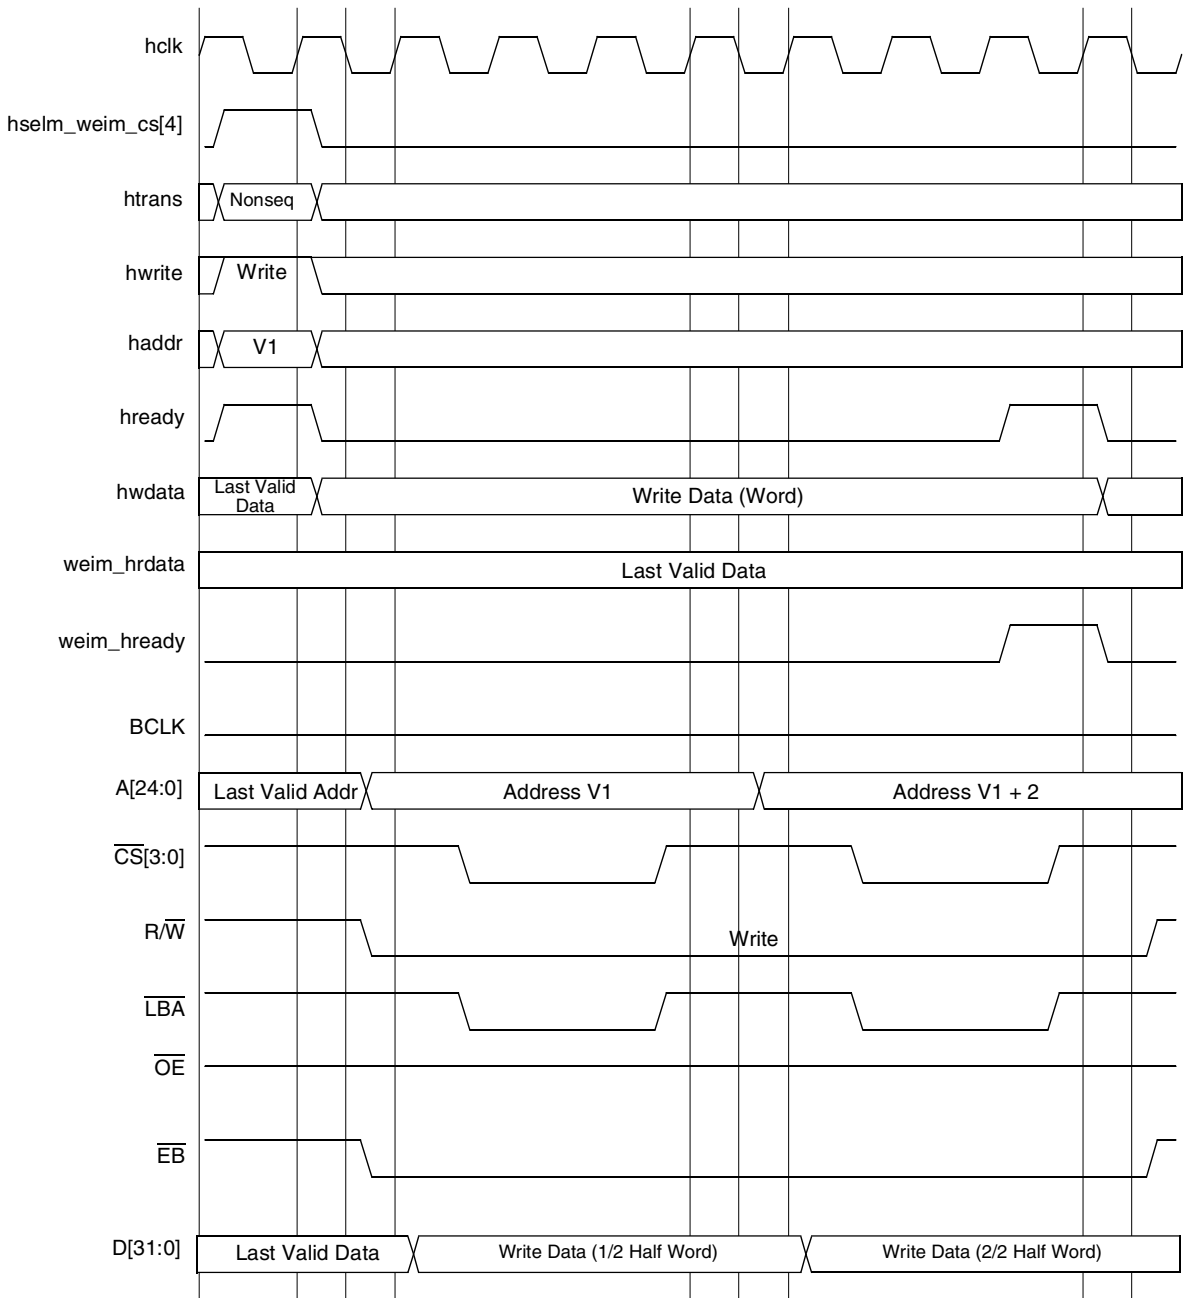 hclk
hselm_weim_cs[4]
htrans Nonseq
hwrite Write
haddr V1
hready
hwdata Last Valid Data Write Data (Word)
weim_hrdata Last Valid Data
weim_hready
BCLK
A[24:0] Last Valid Addr Address V1 Address V1 + 2
CS[3:0]
R/W Write
LBA
OE
EB
D[31:0] Last Valid Data Write Data (1/2 Half Word) Write Data (2/2 Half Word)